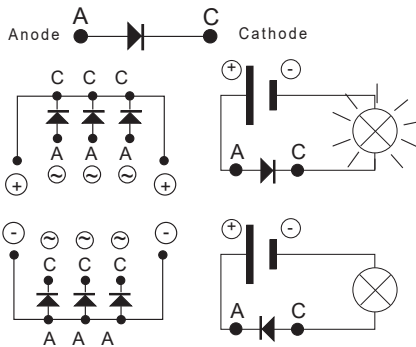 A C
Anode Cathode
C C C
A A A
+ ~ ~ ~ +
- ~ ~ ~ -
C C C
A A A
+ -
A C
+ -
A C